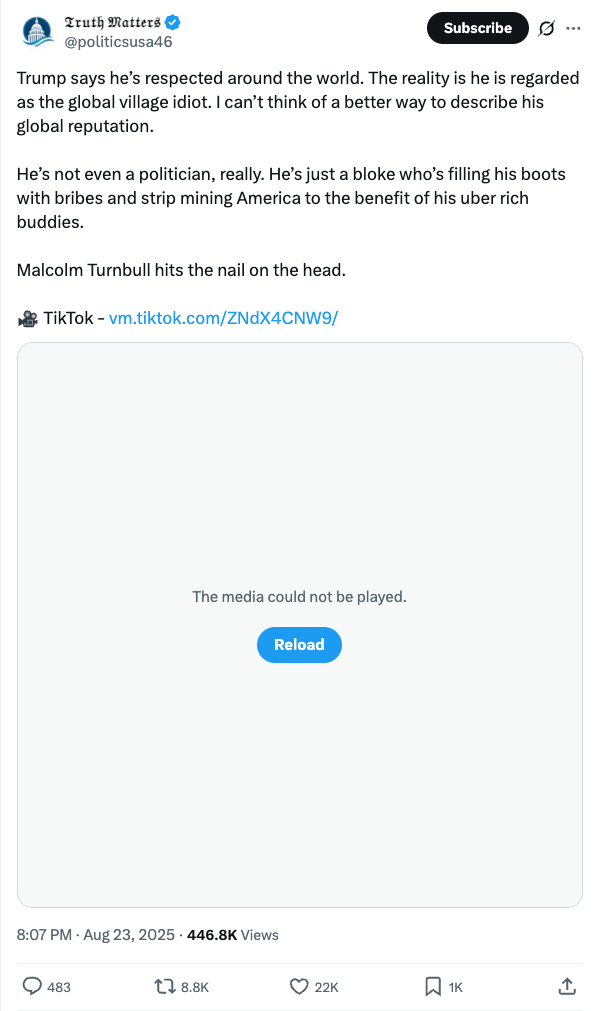 Truth Matters
@politicsusa46
Subscribe
Trump says he’s respected around the world. The reality is he is regarded
as the global village idiot. I can’t think of a better way to describe his
global reputation.
He’s not even a politician, really. He’s just a bloke who’s filling his boots
with bribes and strip mining America to the benefit of his uber rich
buddies.
Malcolm Turnbull hits the nail on the head.
🎥 TikTok - vm.tiktok.com/ZNdX4CNW9/
The media could not be played.
Reload
8:07 PM · Aug 23, 2025 · 446.8K Views
483 8.8K 22K 1K